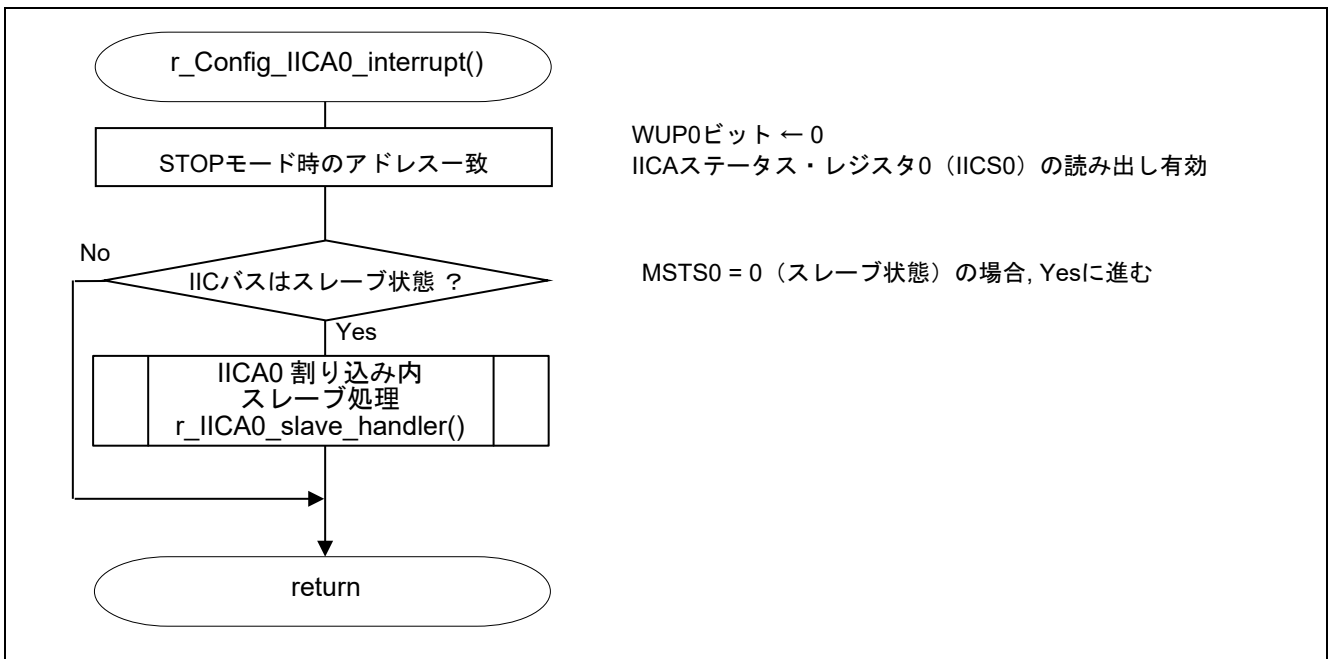 r_Config_IICA0_interrupt()
STOPモード時のアドレス一致
WUP0ビット ← 0
IICAステータス・レジスタ0（IICS0）の読み出し有効
No
IICバスはスレーブ状態 ？
MSTS0 = 0（スレーブ状態）の場合, Yesに進む
Yes
IICA0 割り込み内
スレーブ処理
r_IICA0_slave_handler()
return